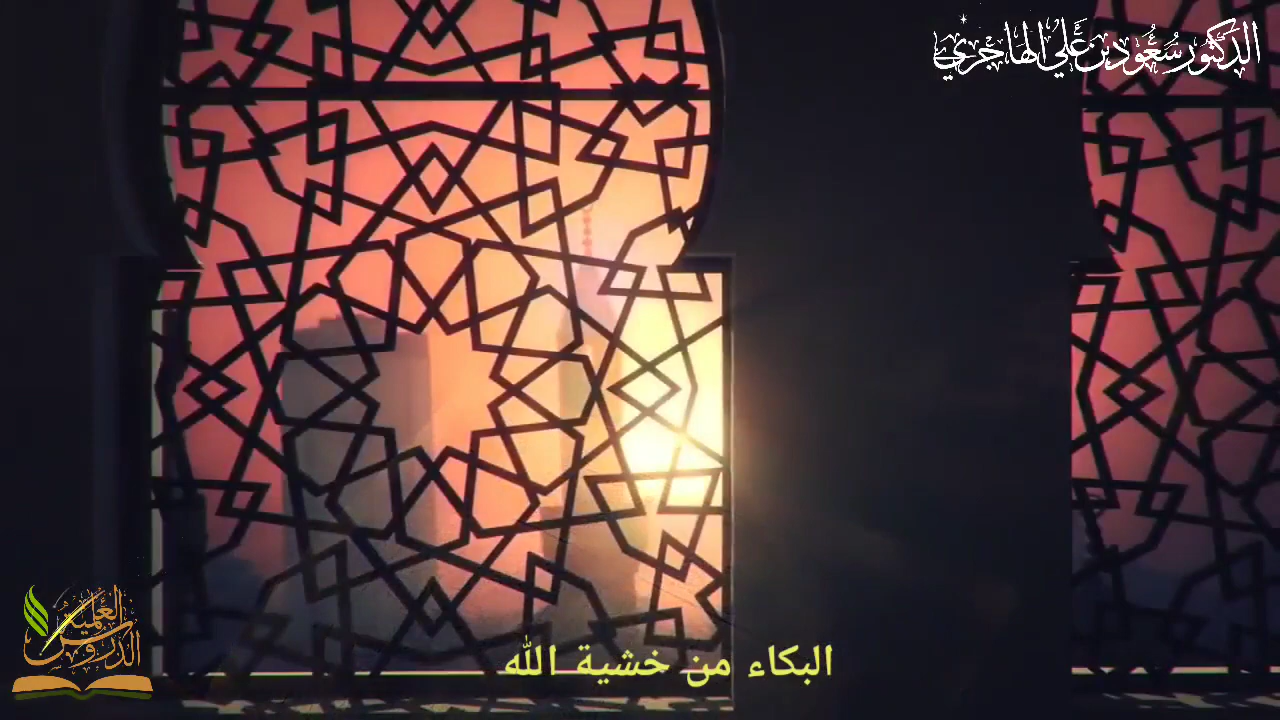 الدكتور سعود بن علي الهاجري
الدروس العلمية
البكاء من خشية الله